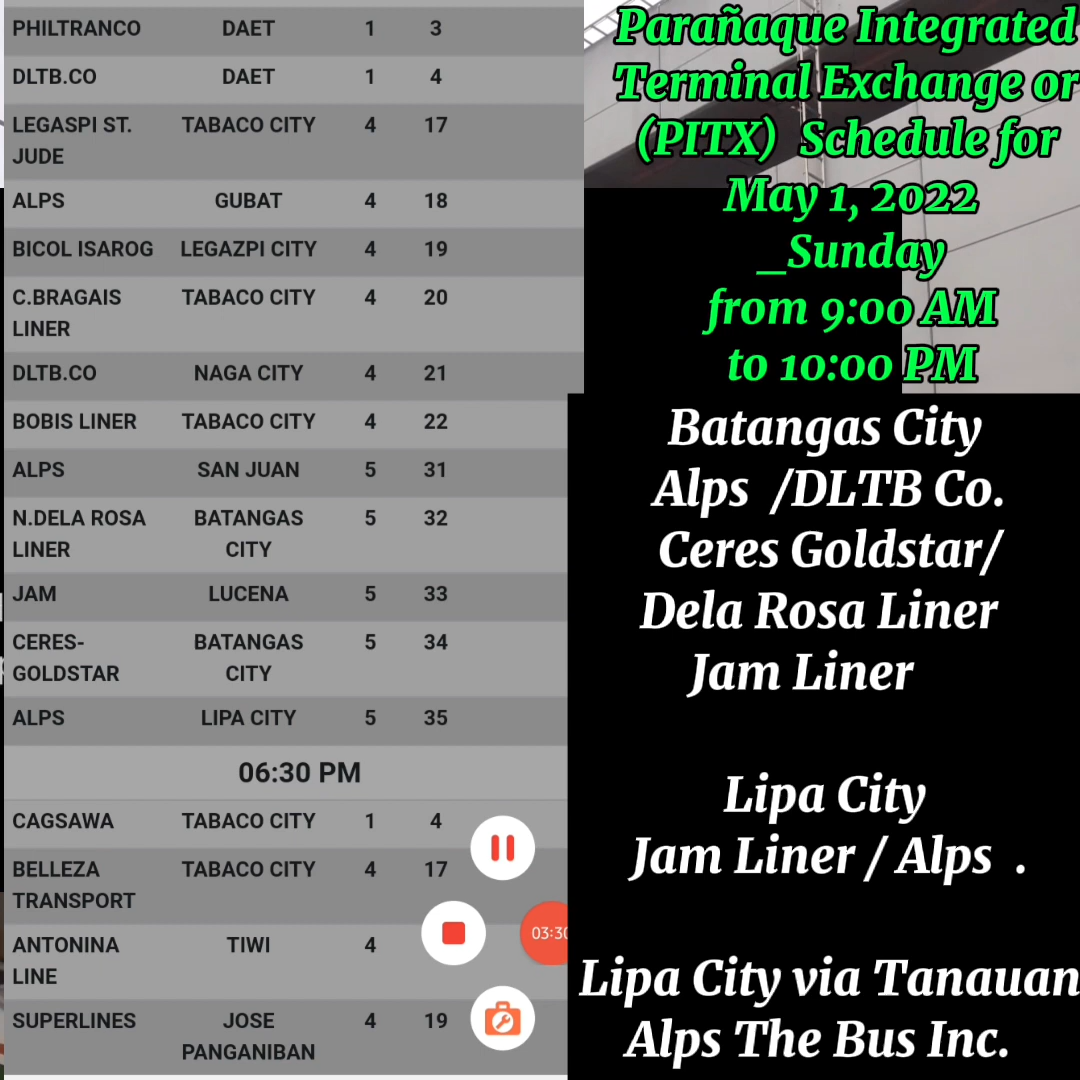 PHILTRANCO DAET 1 3
DLTB.CO DAET 1 4
LEGASPI ST. TABACO CITY 4 17
JUDE
ALPS GUBAT 4 18
BICOL ISAROG LEGAZPI CITY 4 19
C.BRAGAIS TABACO CITY 4 20
LINER
DLTB.CO NAGA CITY 4 21
BOBIS LINER TABACO CITY 4 22
ALPS SAN JUAN 5 31
N.DELA ROSA BATANGAS 5 32
LINER CITY
JAM LUCENA 5 33
CERES- BATANGAS 5 34
GOLDSTAR CITY
ALPS LIPA CITY 5 35
06:30 PM
CAGSAWA TABACO CITY 1 4
BELLEZA TABACO CITY 4 17
TRANSPORT
ANTONINA TIWI 4
LINE
SUPERLINES JOSE 4 19
PANGANIBAN
03:30
Parañaque Integrated
Terminal Exchange or
(PITX) Schedule for
May 1, 2022
_Sunday
from 9:00 AM
to 10:00 PM
Batangas City
Alps /DLTB Co.
Ceres Goldstar/
Dela Rosa Liner
Jam Liner
Lipa City
Jam Liner / Alps .
Lipa City via Tanauan
Alps The Bus Inc.